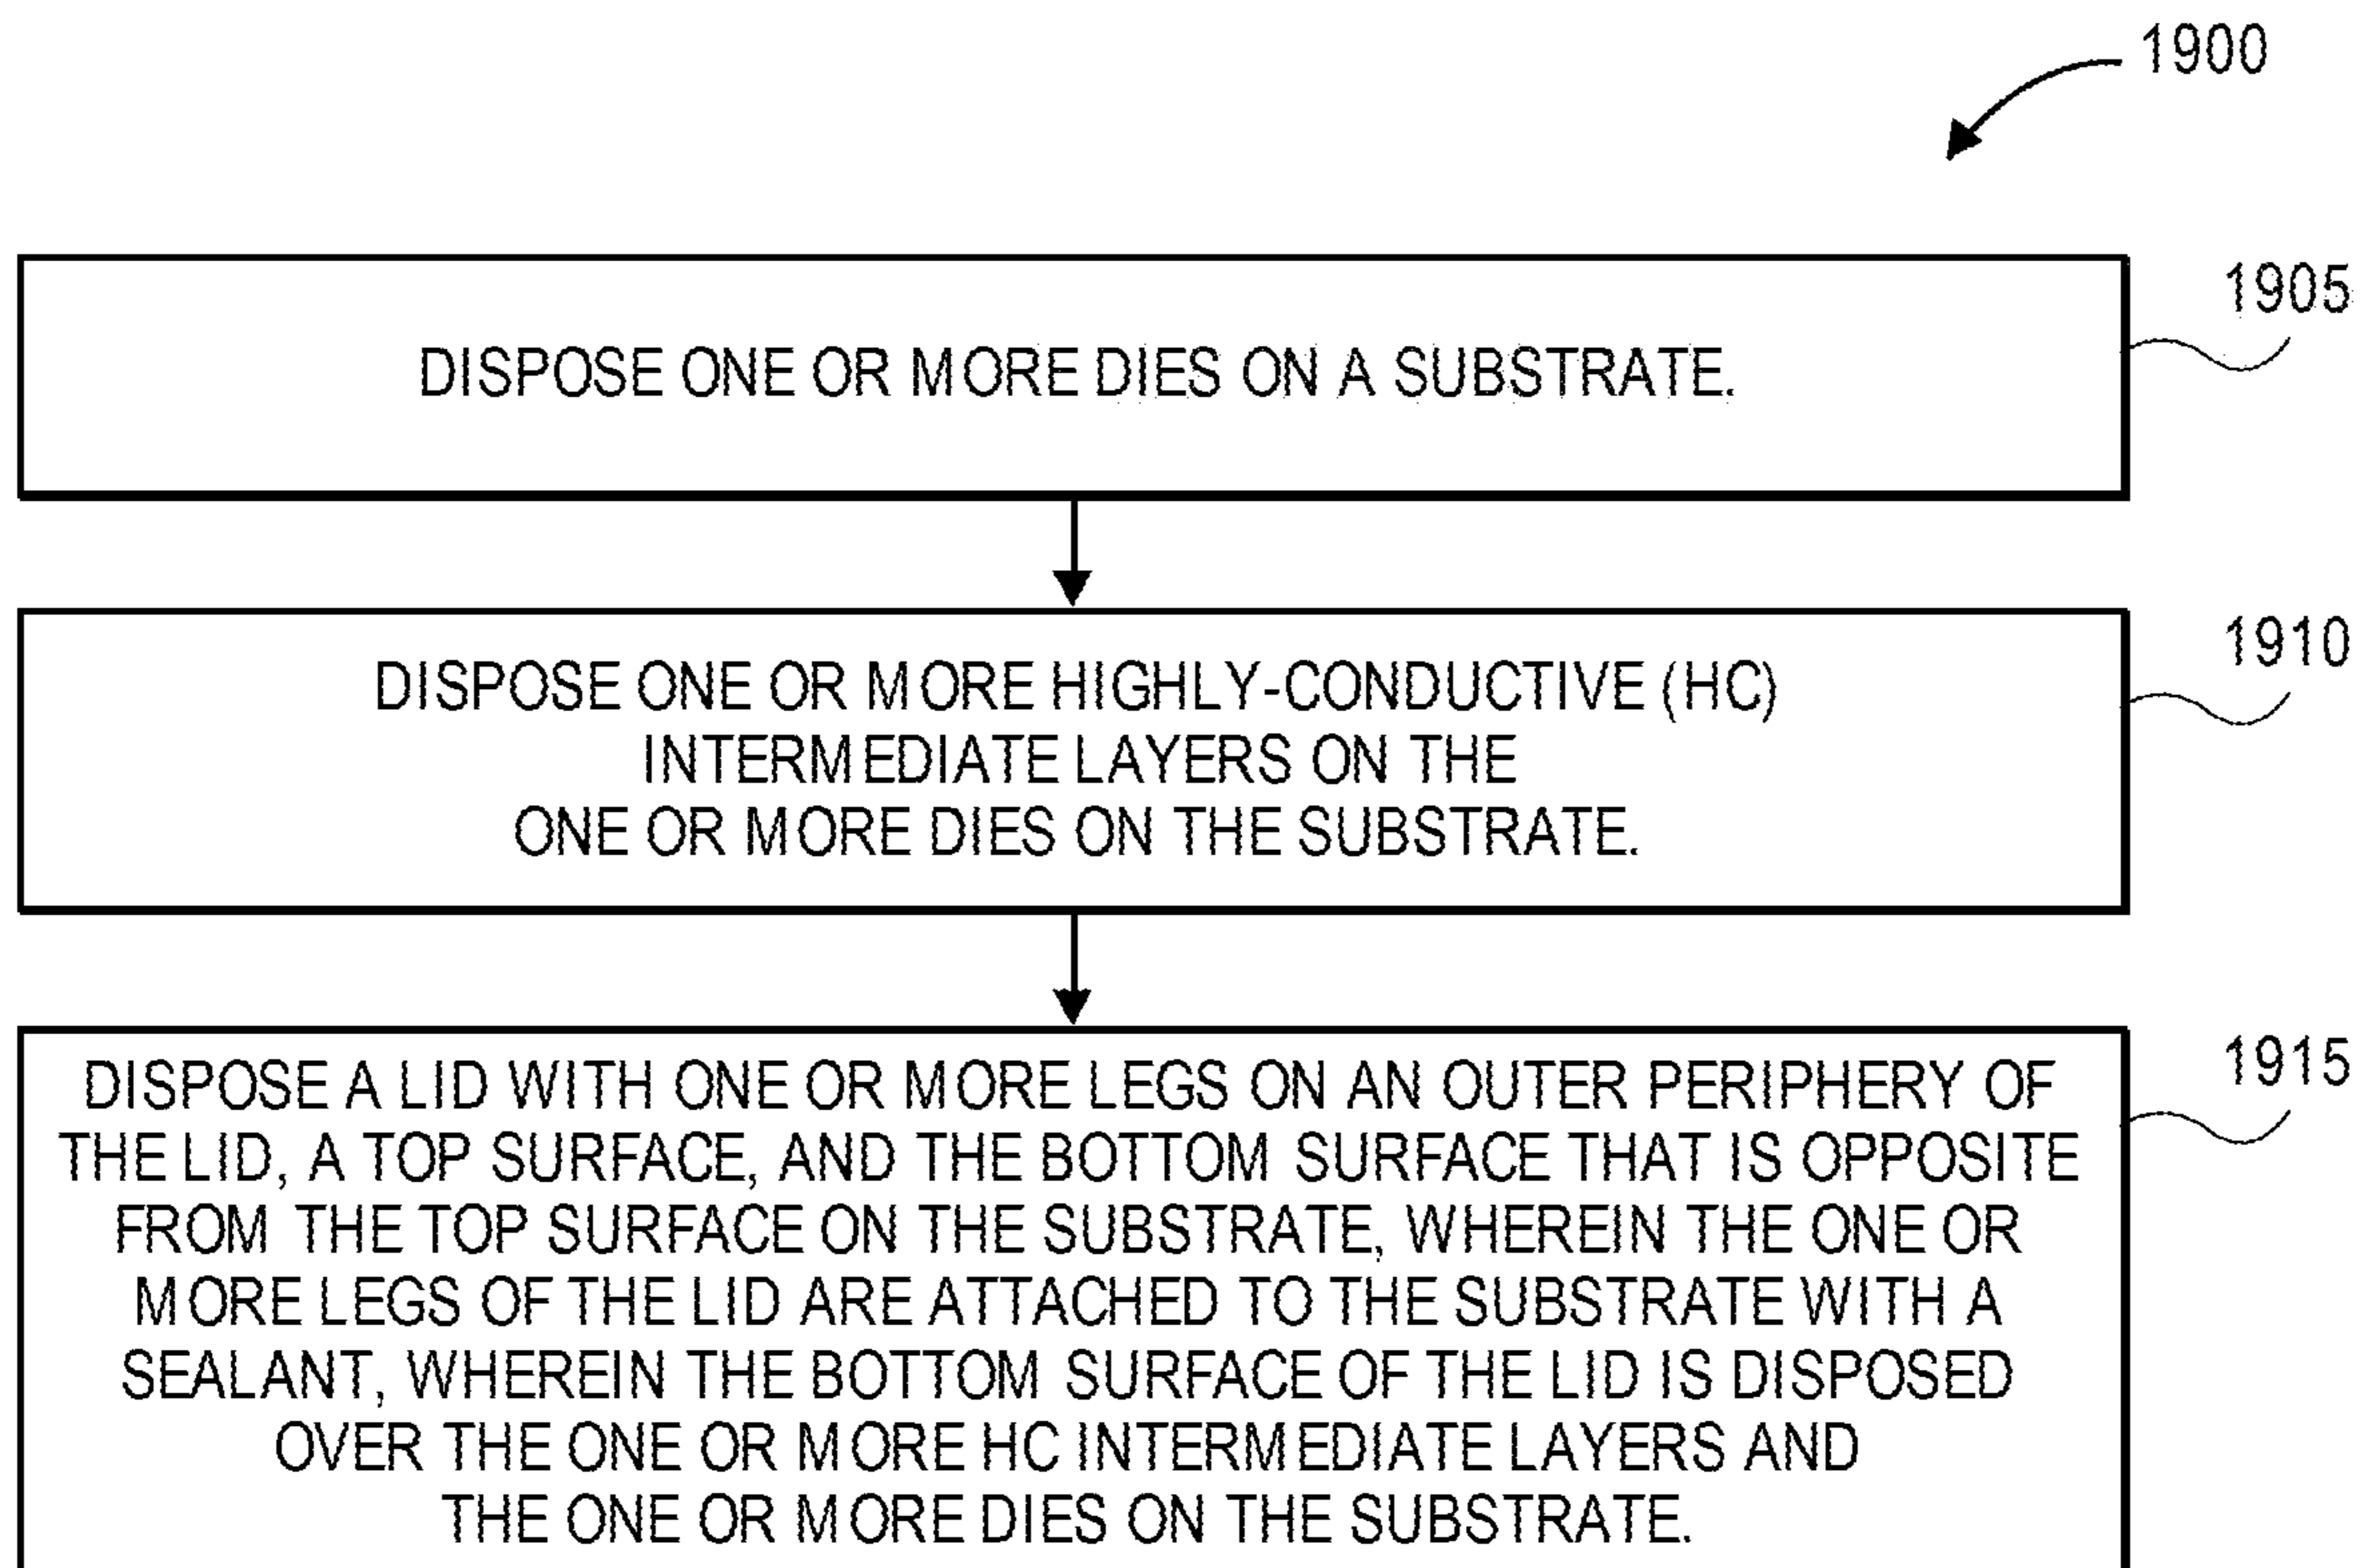 1900
1905
DISPOSE ONE OR MORE DIES ON A SUBSTRATE.
1910
DISPOSE ONE OR MORE HIGHLY-CONDUCTIVE (HC)
INTERMEDIATE LAYERS ON THE
ONE OR MORE DIES ON THE SUBSTRATE.
1915
DISPOSE A LID WITH ONE OR MORE LEGS ON AN OUTER PERIPHERY OF
THE LID, A TOP SURFACE, AND THE BOTTOM SURFACE THAT IS OPPOSITE
FROM THE TOP SURFACE ON THE SUBSTRATE, WHEREIN THE ONE OR
MORE LEGS OF THE LID ARE ATTACHED TO THE SUBSTRATE WITH A
SEALANT, WHEREIN THE BOTTOM SURFACE OF THE LID IS DISPOSED
OVER THE ONE OR MORE HC INTERMEDIATE LAYERS AND
THE ONE OR MORE DIES ON THE SUBSTRATE.